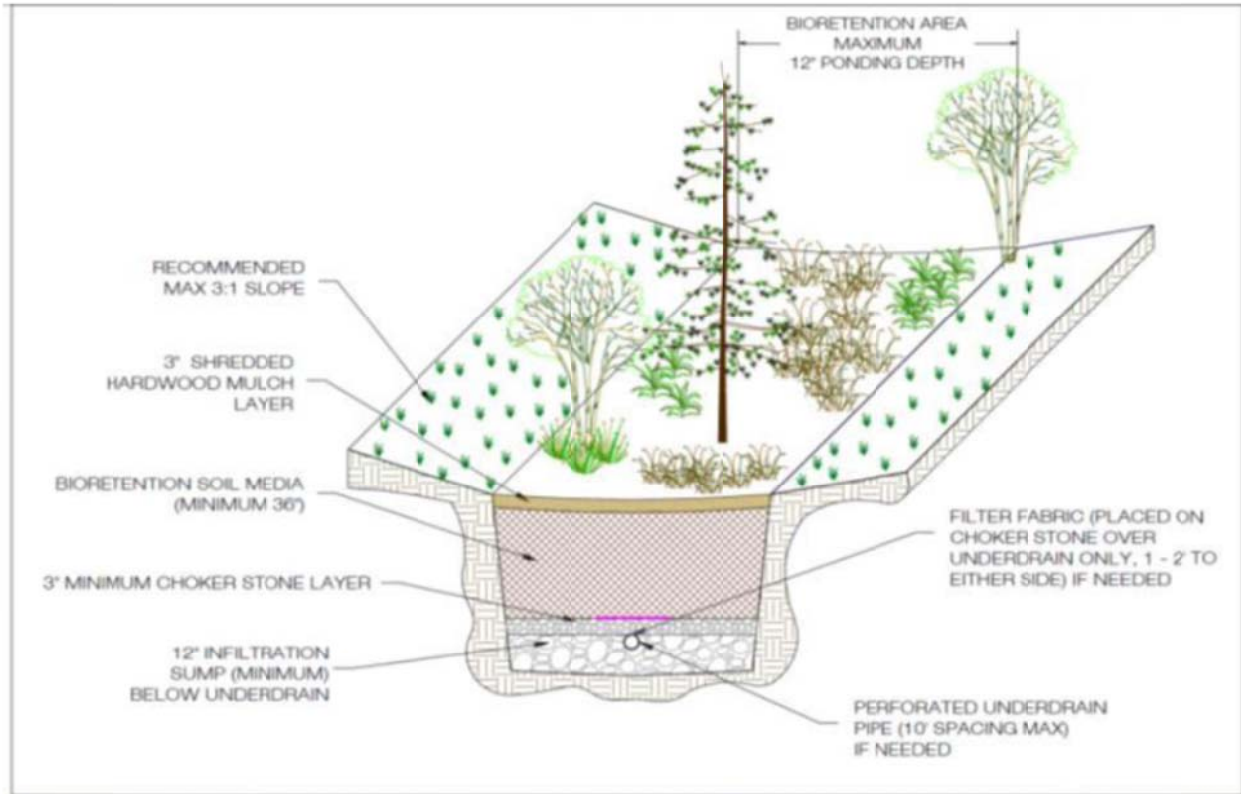 BIORETENTION AREA
MAXIMUM
12" PONDING DEPTH
RECOMMENDED
MAX 3:1 SLOPE
3" SHREDDED
HARDWOOD MULCH
LAYER
BIORETENTION SOIL MEDIA
(MINIMUM 36")
3" MINIMUM CHOKER STONE LAYER
12" INFILTRATION
SUMP (MINIMUM)
BELOW UNDERDRAIN
FILTER FABRIC (PLACED ON
CHOKER STONE OVER
UNDERDRAIN ONLY, 1 - 2' TO
EITHER SIDE) IF NEEDED
PERFORATED UNDERDRAIN
PIPE (10' SPACING MAX)
IF NEEDED